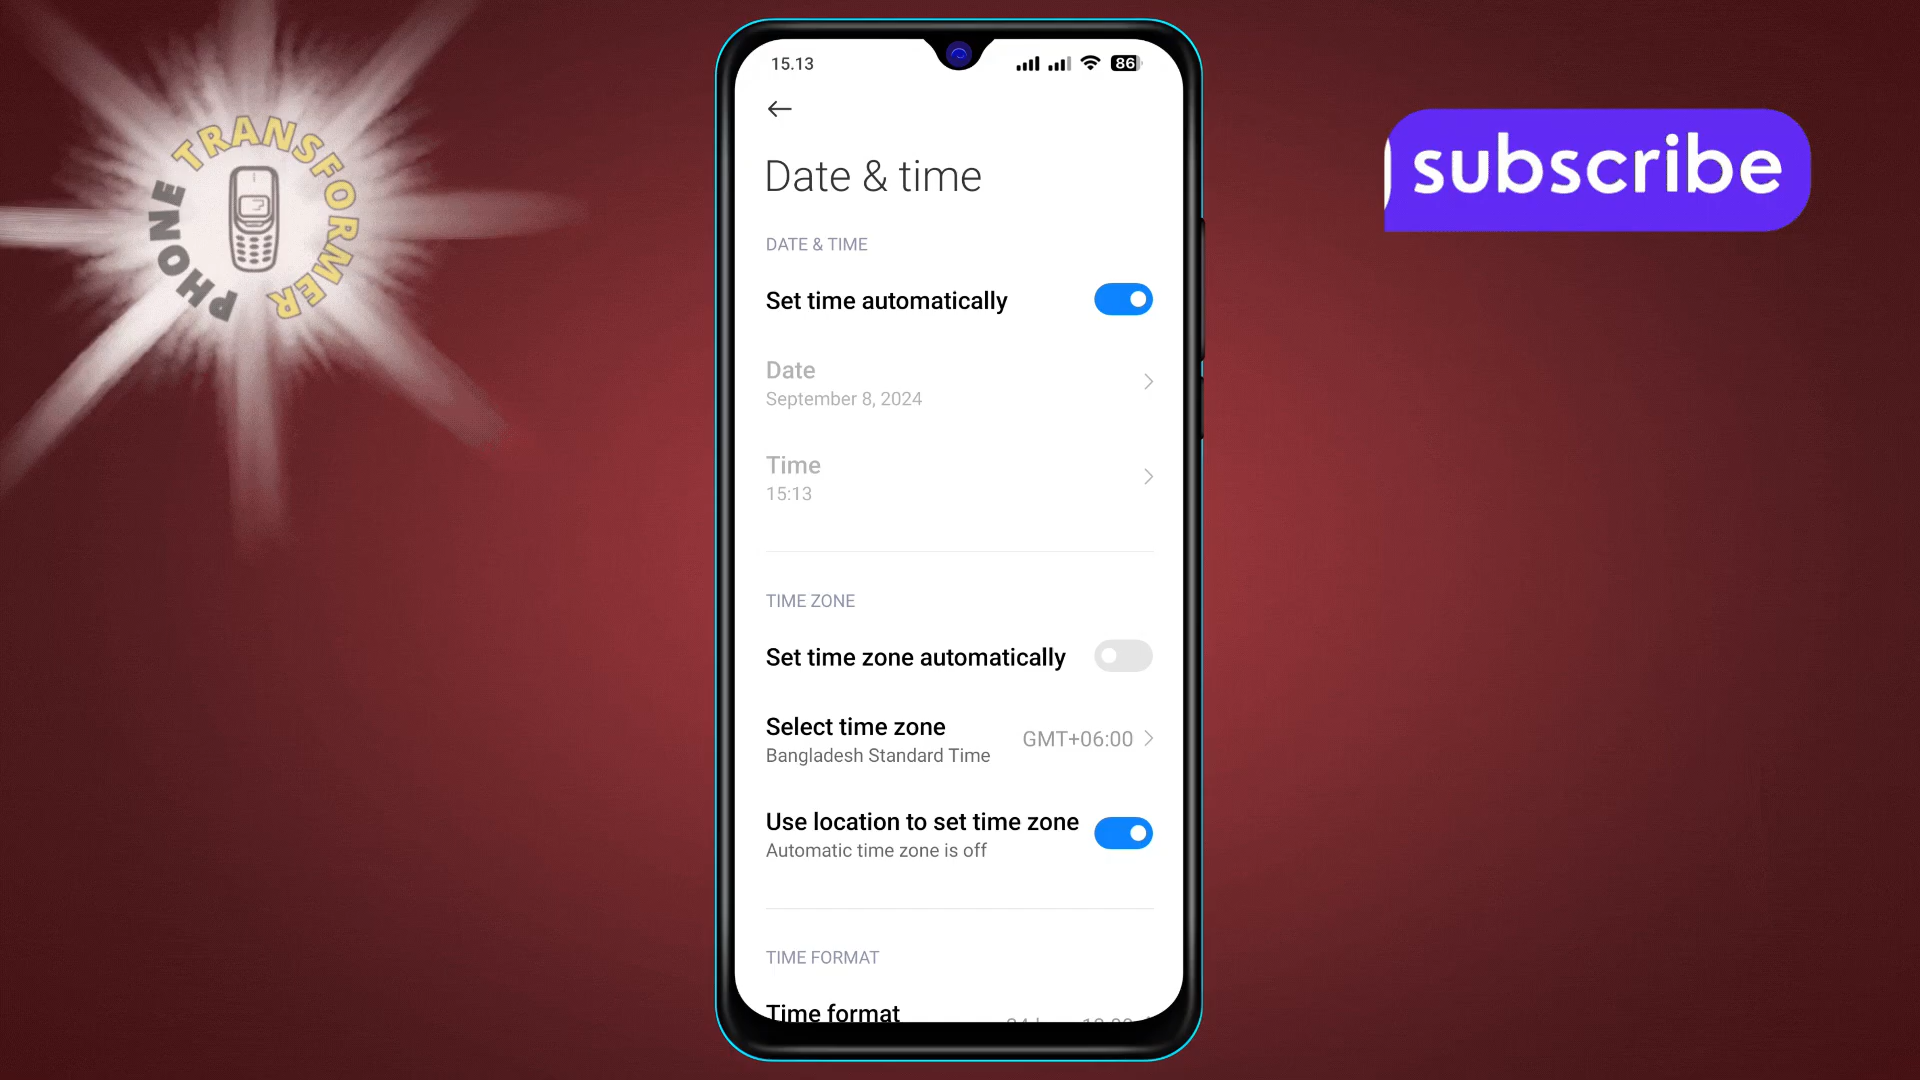 PHONE TRANSFORMER
subscribe
15.13
86
Date & time
DATE & TIME
Set time automatically
Date
September 8, 2024
Time
15:13
TIME ZONE
Set time zone automatically
Select time zone
GMT+06:00
Bangladesh Standard Time
Use location to set time zone
Automatic time zone is off
TIME FORMAT
Time format